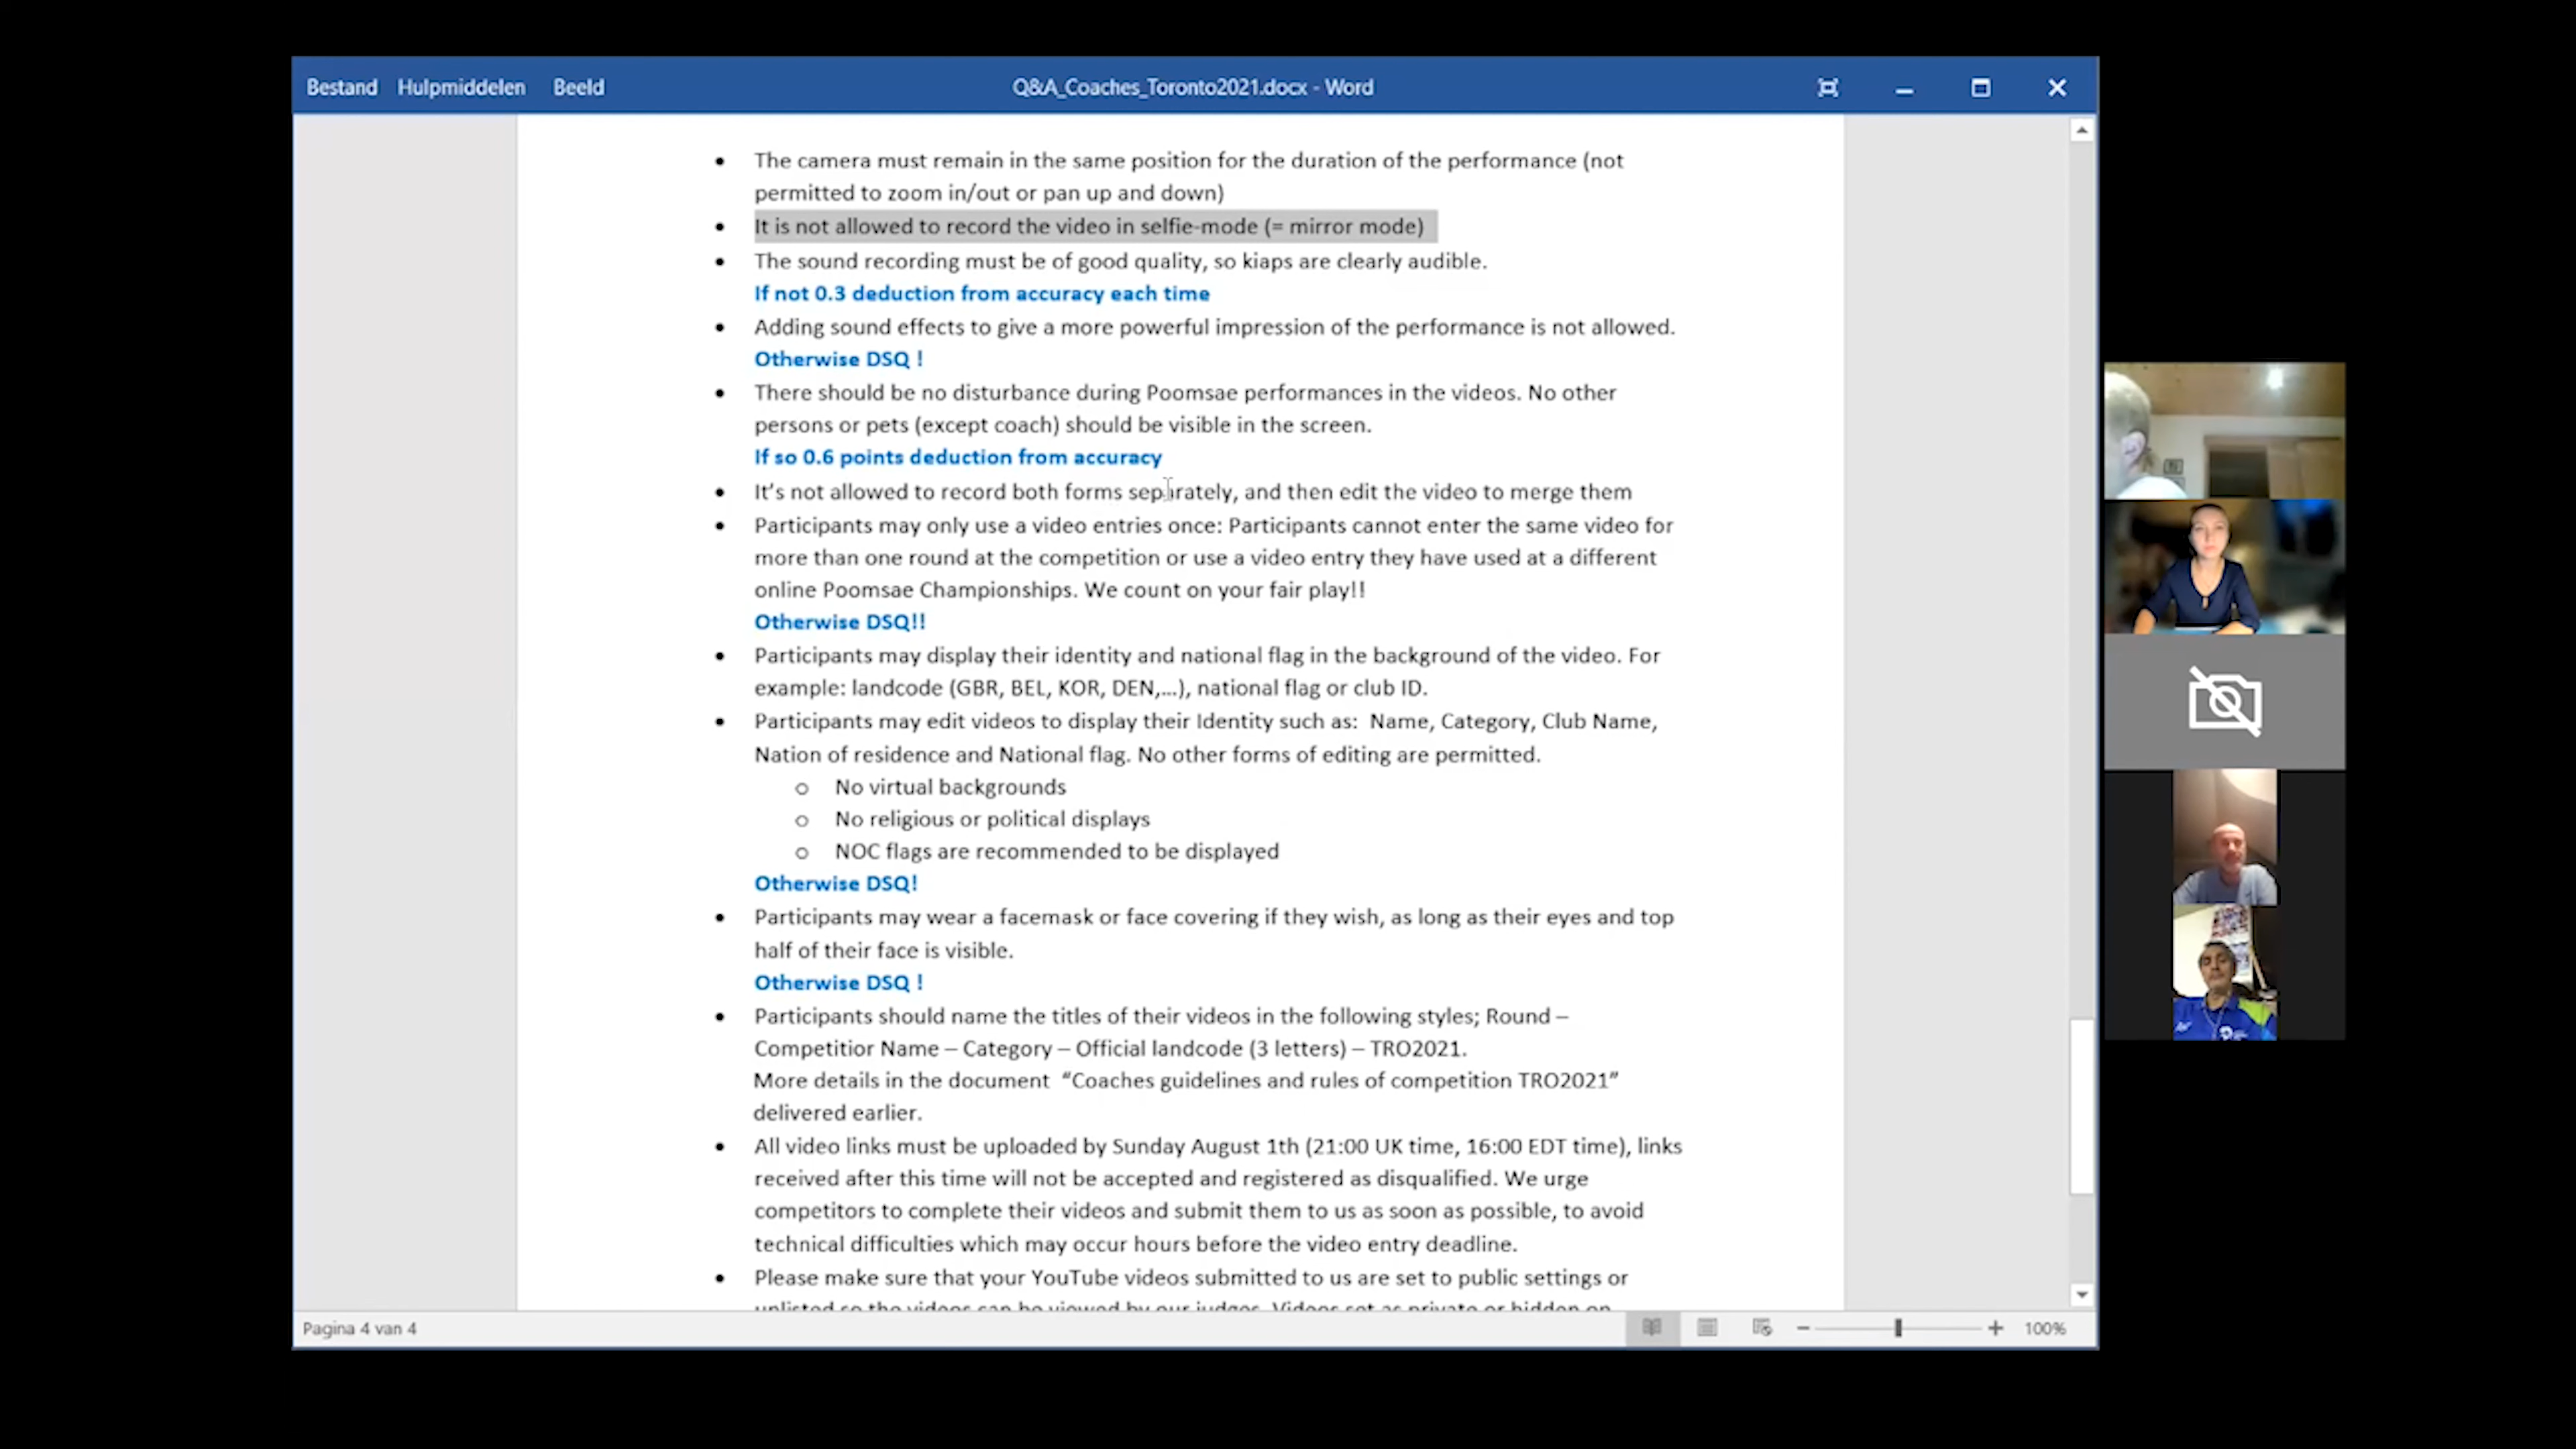 Bestand Hulpmiddelen Beeld Q&A_Coaches_Toronto2021.docx - Word
• The camera must remain in the same position for the duration of the performance (not
permitted to zoom in/out or pan up and down)
• It is not allowed to record the video in selfie-mode (= mirror mode)
• The sound recording must be of good quality, so kiaps are clearly audible.
If not 0.3 deduction from accuracy each time
• Adding sound effects to give a more powerful impression of the performance is not allowed.
Otherwise DSQ !
• There should be no disturbance during Poomsae performances in the videos. No other
persons or pets (except coach) should be visible in the screen.
If so 0.6 points deduction from accuracy
• It's not allowed to record both forms separately, and then edit the video to merge them
• Participants may only use a video entries once: Participants cannot enter the same video for
more than one round at the competition or use a video entry they have used at a different
online Poomsae Championships. We count on your fair play!!
Otherwise DSQ!!
• Participants may display their identity and national flag in the background of the video. For
example: landcode (GBR, BEL, KOR, DEN,...), national flag or club ID.
• Participants may edit videos to display their Identity such as: Name, Category, Club Name,
Nation of residence and National flag. No other forms of editing are permitted.
o No virtual backgrounds
o No religious or political displays
o NOC flags are recommended to be displayed
Otherwise DSQ!
• Participants may wear a facemask or face covering if they wish, as long as their eyes and top
half of their face is visible.
Otherwise DSQ !
• Participants should name the titles of their videos in the following styles; Round –
Competitior Name – Category – Official landcode (3 letters) – TRO2021.
More details in the document "Coaches guidelines and rules of competition TRO2021"
delivered earlier.
• All video links must be uploaded by Sunday August 1th (21:00 UK time, 16:00 EDT time), links
received after this time will not be accepted and registered as disqualified. We urge
competitors to complete their videos and submit them to us as soon as possible, to avoid
technical difficulties which may occur hours before the video entry deadline.
• Please make sure that your YouTube videos submitted to us are set to public settings or
unlisted so the videos can be viewed by our judges. Videos set as private or hidden on
Pagina 4 van 4 100%